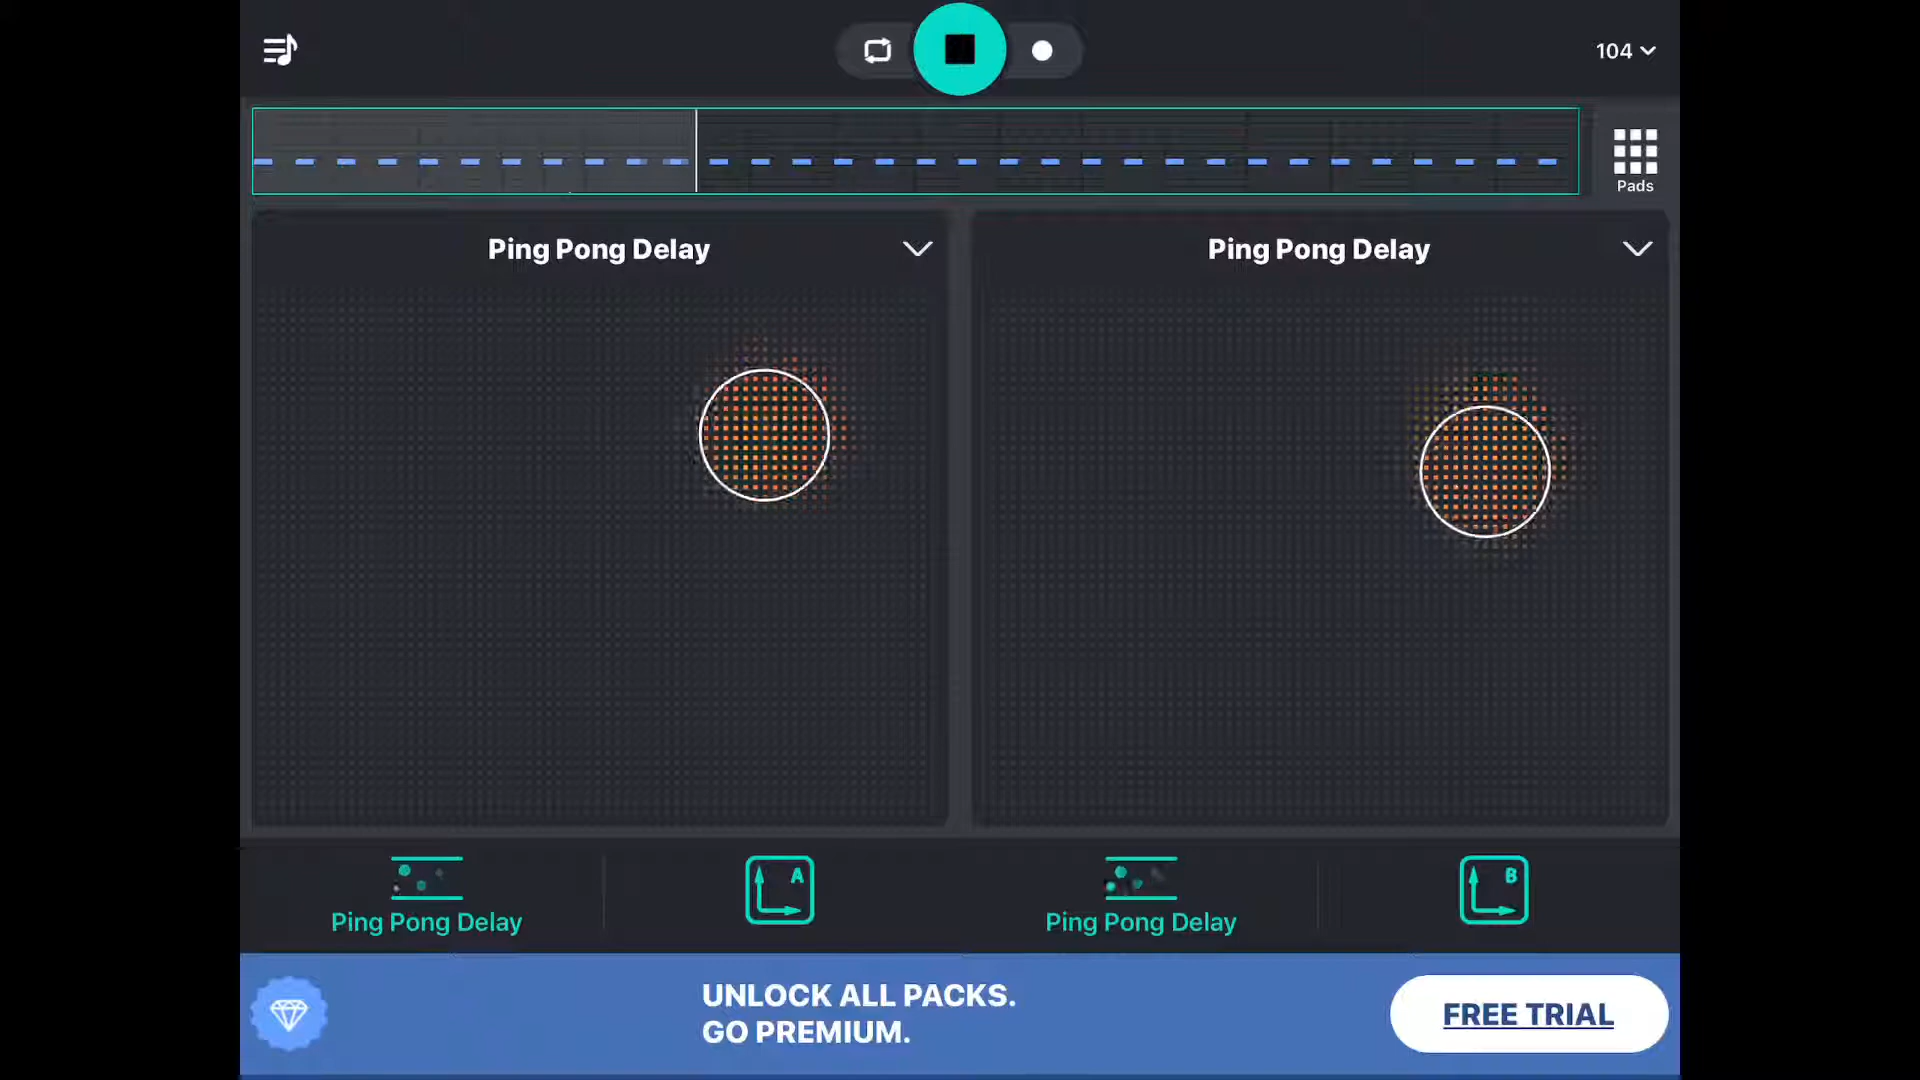 104
Pads
Ping Pong Delay
Ping Pong Delay
Ping Pong Delay
A
Ping Pong Delay
B
UNLOCK ALL PACKS.
GO PREMIUM.
FREE TRIAL